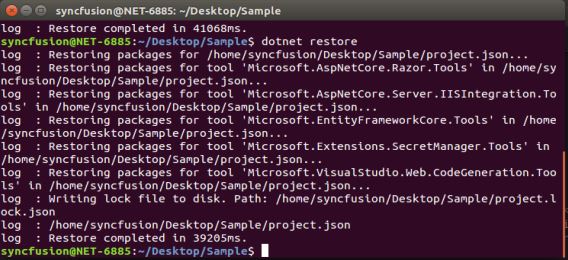 syncfusion@NET-6885: ~/Desktop/Sample
log  : Restore completed in 41068ms.
syncfusion@NET-6885:~/Desktop/Sample$ dotnet restore
log  : Restoring packages for /home/syncfusion/Desktop/Sample/project.json...
log  : Restoring packages for tool 'Microsoft.AspNetCore.Razor.Tools' in /home/sy
ncfusion/Desktop/Sample/project.json...
log  : Restoring packages for tool 'Microsoft.AspNetCore.Server.IISIntegration.To
ols' in /home/syncfusion/Desktop/Sample/project.json...
log  : Restoring packages for tool 'Microsoft.EntityFrameworkCore.Tools' in /home
/syncfusion/Desktop/Sample/project.json...
log  : Restoring packages for tool 'Microsoft.Extensions.SecretManager.Tools' in
/home/syncfusion/Desktop/Sample/project.json...
log  : Restoring packages for tool 'Microsoft.VisualStudio.Web.CodeGeneration.Too
ls' in /home/syncfusion/Desktop/Sample/project.json...
log  : Writing lock file to disk. Path: /home/syncfusion/Desktop/Sample/project.l
ock.json
log  : /home/syncfusion/Desktop/Sample/project.json
log  : Restore completed in 39205ms.
syncfusion@NET-6885:~/Desktop/Sample$